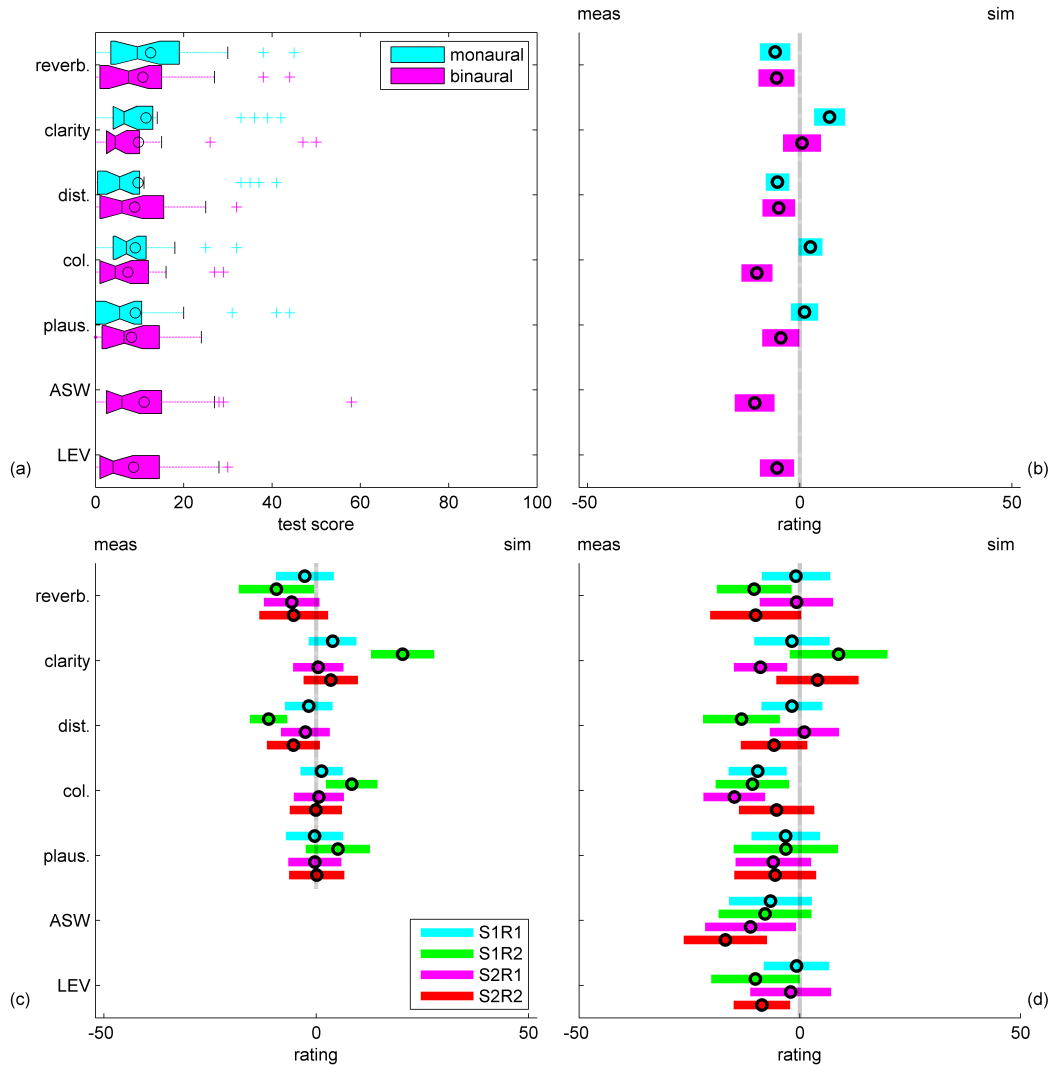 meas sim
reverb.
clarity
dist.
col.
plaus.
ASW
LEV
monaural
binaural
(a)
0 20 40 60 80 100
test score
(b)
-50 0 50
rating
meas sim
reverb.
clarity
dist.
col.
plaus.
ASW
LEV
S1R1
S1R2
S2R1
S2R2
(c)
-50 0 50
rating
meas sim
(d)
-50 0 50
rating